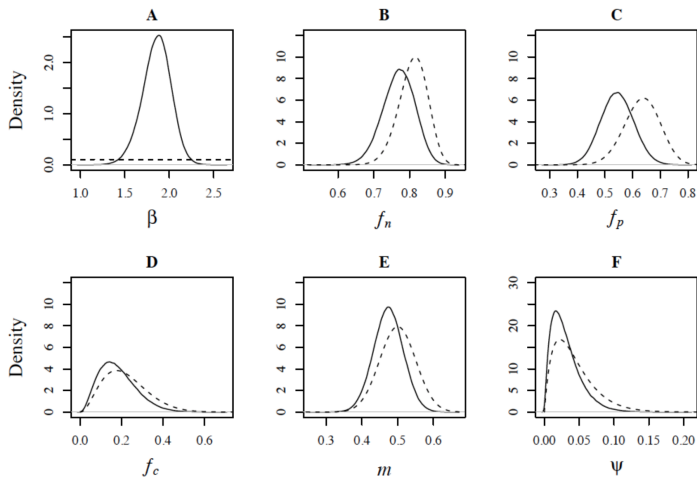 A B C
Density
0.0 1.0 2.0
0 2 4 6 8 10
0 2 4 6 8 10
1.0 1.5 2.0 2.5
0.6 0.7 0.8 0.9
0.3 0.4 0.5 0.6 0.7 0.8
β fn fp
D E F
Density
0 2 4 6 8 10
0 2 4 6 8 10
0 10 20 30
0.0 0.2 0.4 0.6
0.3 0.4 0.5 0.6
0.00 0.05 0.10 0.15 0.20
fc m ψ